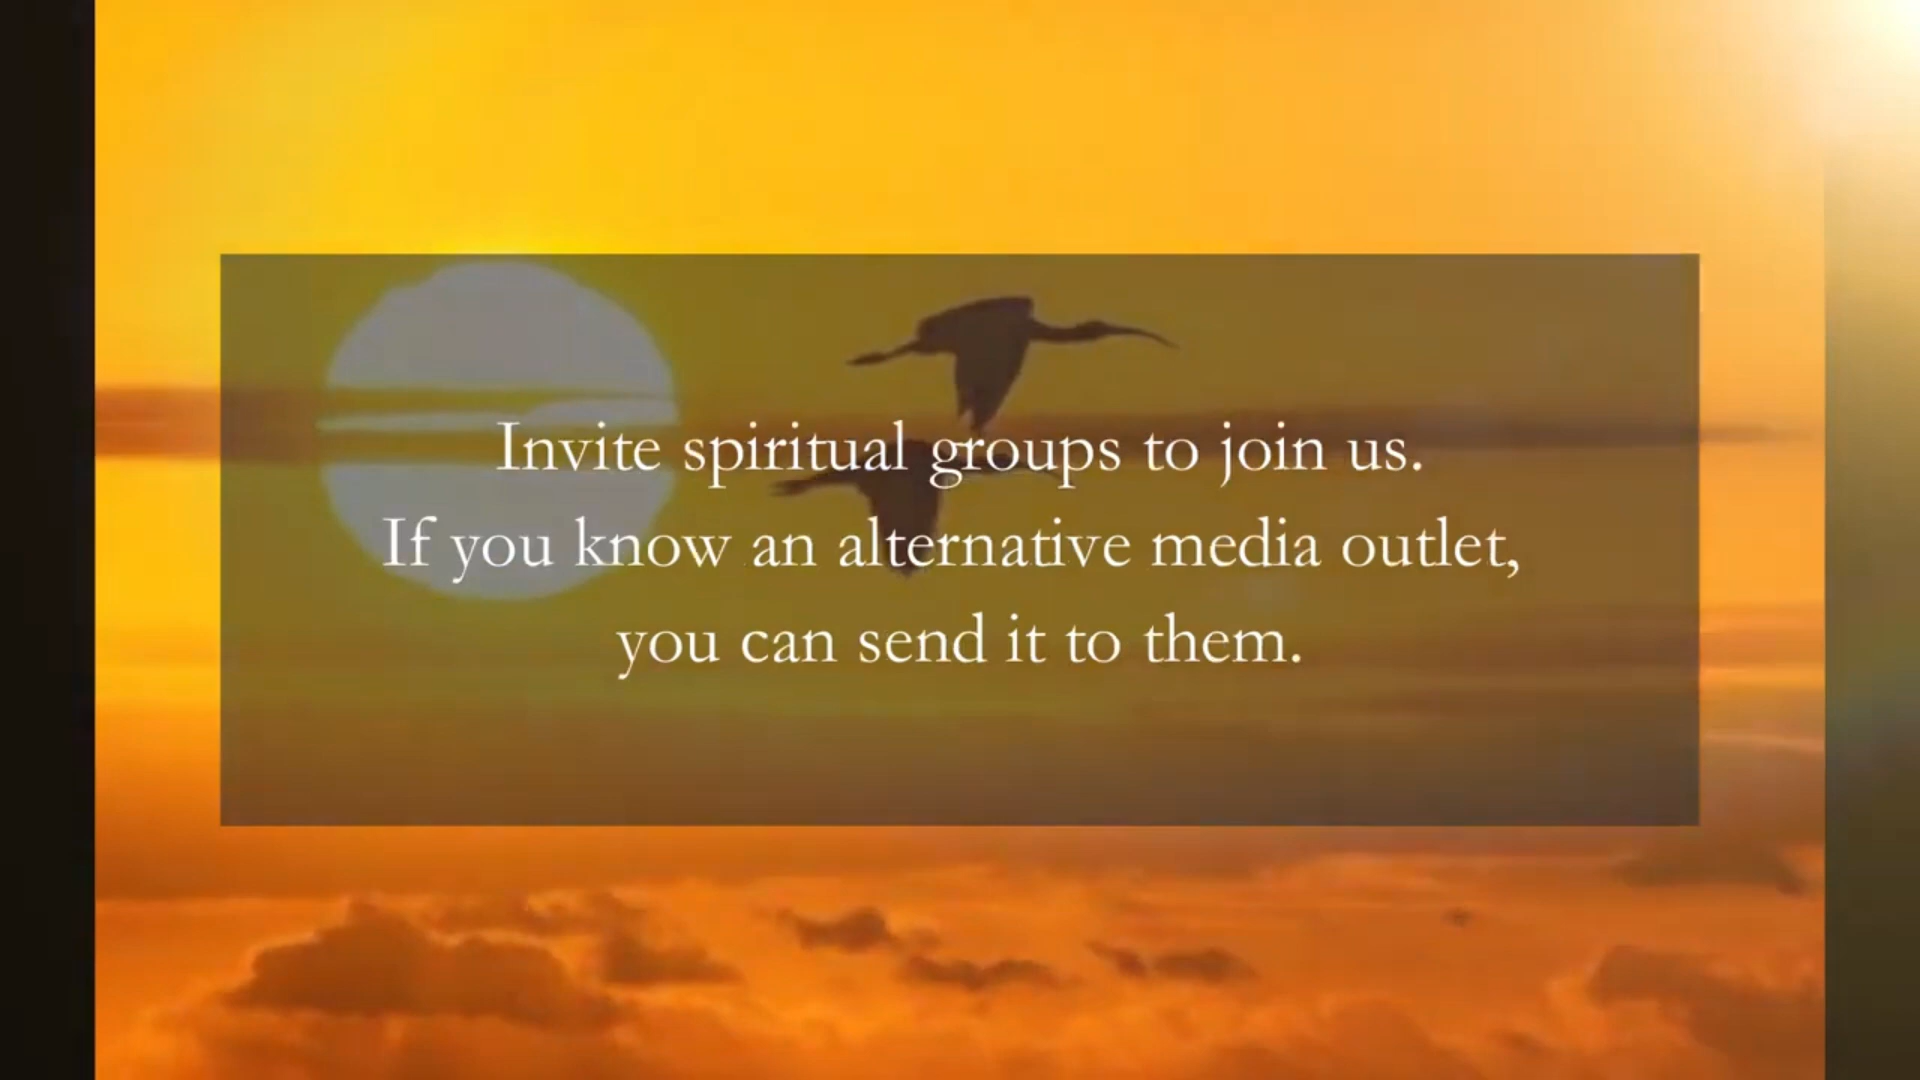 Invite spiritual groups to join us.
If you know an alternative media outlet,
you can send it to them.